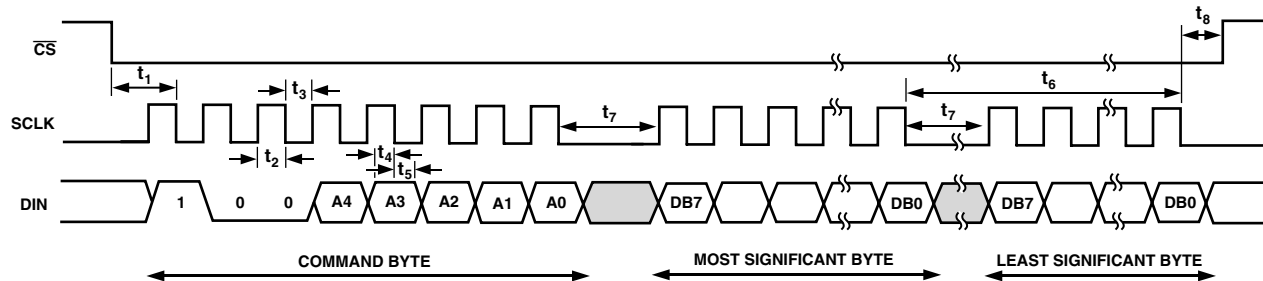 t8
CS
t1
t3
t6
SCLK
t7
t7
t2
t4
t5
DIN
1
0
0
A4
A3
A2
A1
A0
DB7
DB0
DB7
DB0
COMMAND BYTE
MOST SIGNIFICANT BYTE
LEAST SIGNIFICANT BYTE